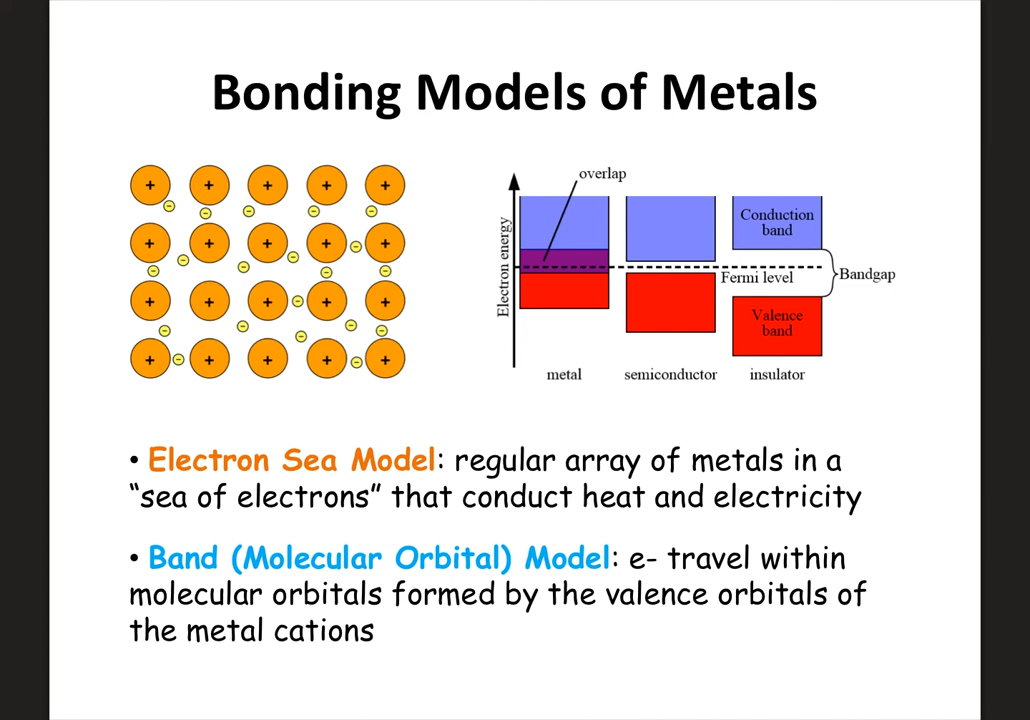 Bonding Models of Metals
+ + + + +
− − − − −
+ + + + +
− − − −
− − − −
+ + + − +
− − − − −
−
+ − + + + − +
overlap
Electron energy
Conduction
band
Fermi level
Bandgap
Valence
band
metal
semiconductor
insulator
• Electron Sea Model: regular array of metals in a
“sea of electrons” that conduct heat and electricity
• Band (Molecular Orbital) Model: e- travel within
molecular orbitals formed by the valence orbitals of
the metal cations